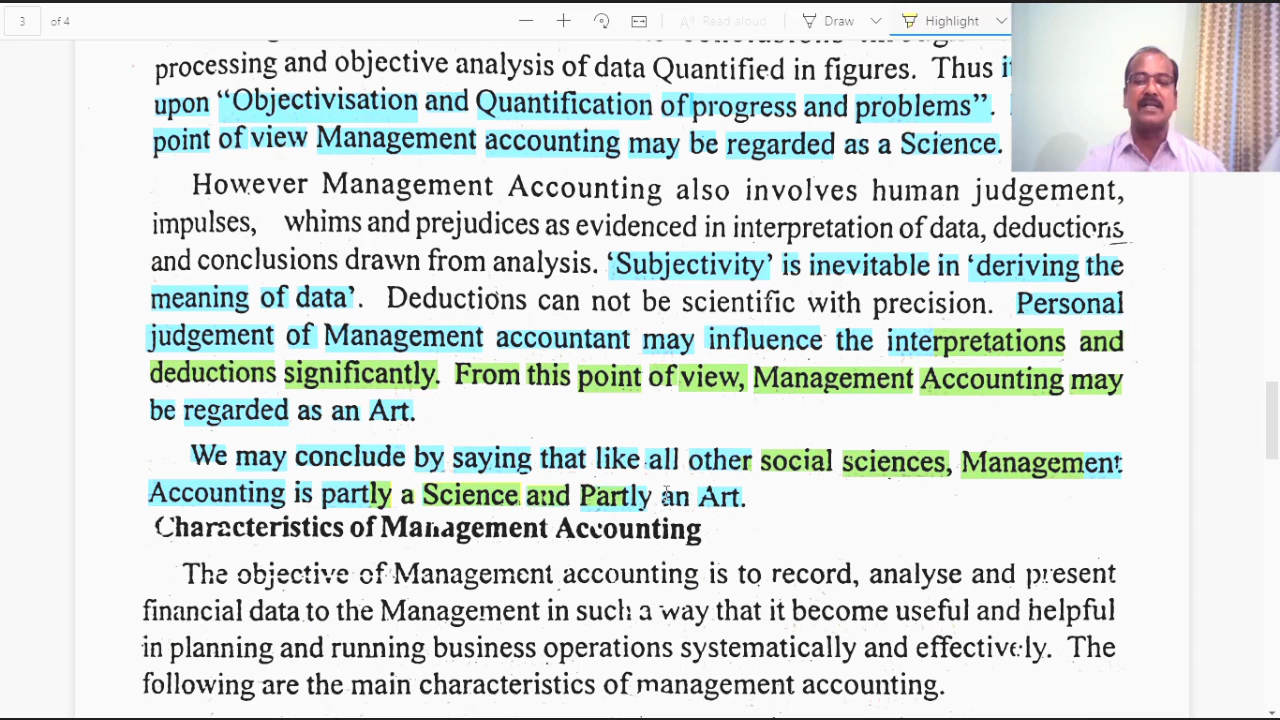 3 of 4 Read aloud Draw Highlight
conclusions through
processing and objective analysis of data Quantified in figures. Thus
upon “Objectivisation and Quantification of progress and problems”.
point of view Management accounting may be regarded as a Science.
However Management Accounting also involves human judgement,
impulses, whims and prejudices as evidenced in interpretation of data, deductions
and conclusions drawn from analysis. ‘Subjectivity’ is inevitable in ‘deriving the
meaning of data’. Deductions can not be scientific with precision. Personal
judgement of Management accountant may influence the interpretations and
deductions significantly. From this point of view, Management Accounting may
be regarded as an Art.
We may conclude by saying that like all other social sciences, Management
Accounting is partly a Science and Partly an Art.
Characteristics of Management Accounting
The objective of Management accounting is to record, analyse and present
financial data to the Management in such a way that it become useful and helpful
in planning and running business operations systematically and effectively. The
following are the main characteristics of management accounting.